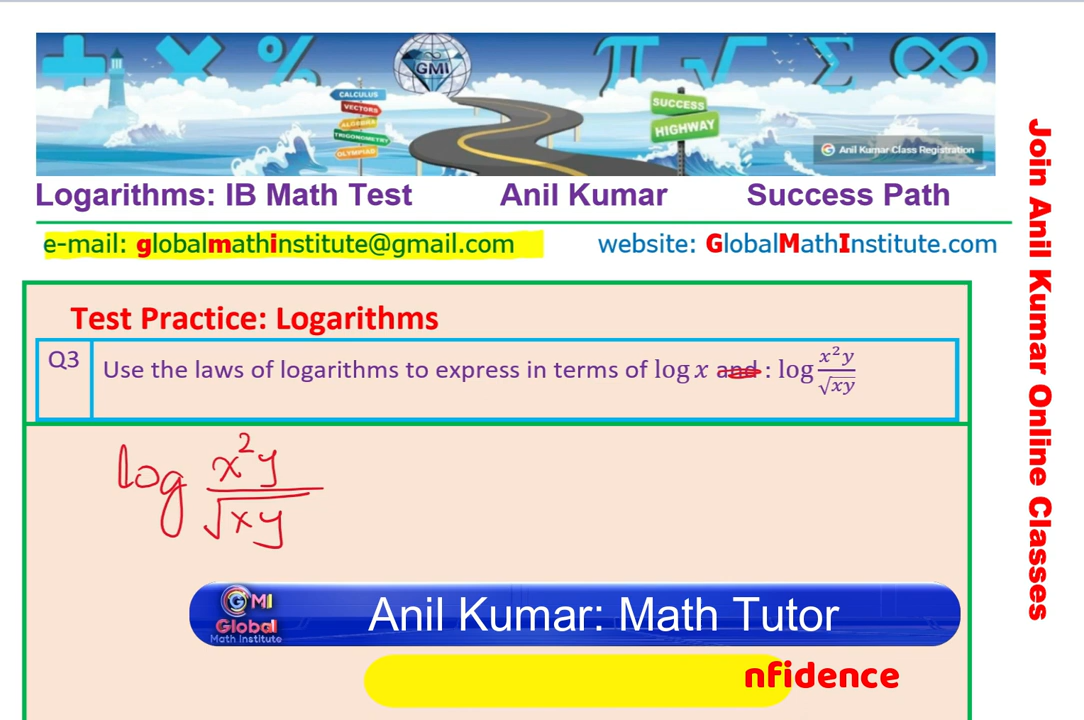 GMI
CALCULUS
VECTORS
ALGEBRA
TRIGONOMETRY
OLYMPIAD
SUCCESS
HIGHWAY
Anil Kumar Class Registration
Logarithms: IB Math Test Anil Kumar Success Path
e-mail: globalmathinstitute@gmail.com website: GlobalMathInstitute.com
Join Anil Kumar Online Classes
Test Practice: Logarithms
Q3 Use the laws of logarithms to express in terms of log x and : log x²y/√xy
log x²y/√xy
GMI
Global
Math Institute
Anil Kumar: Math Tutor
nfidence